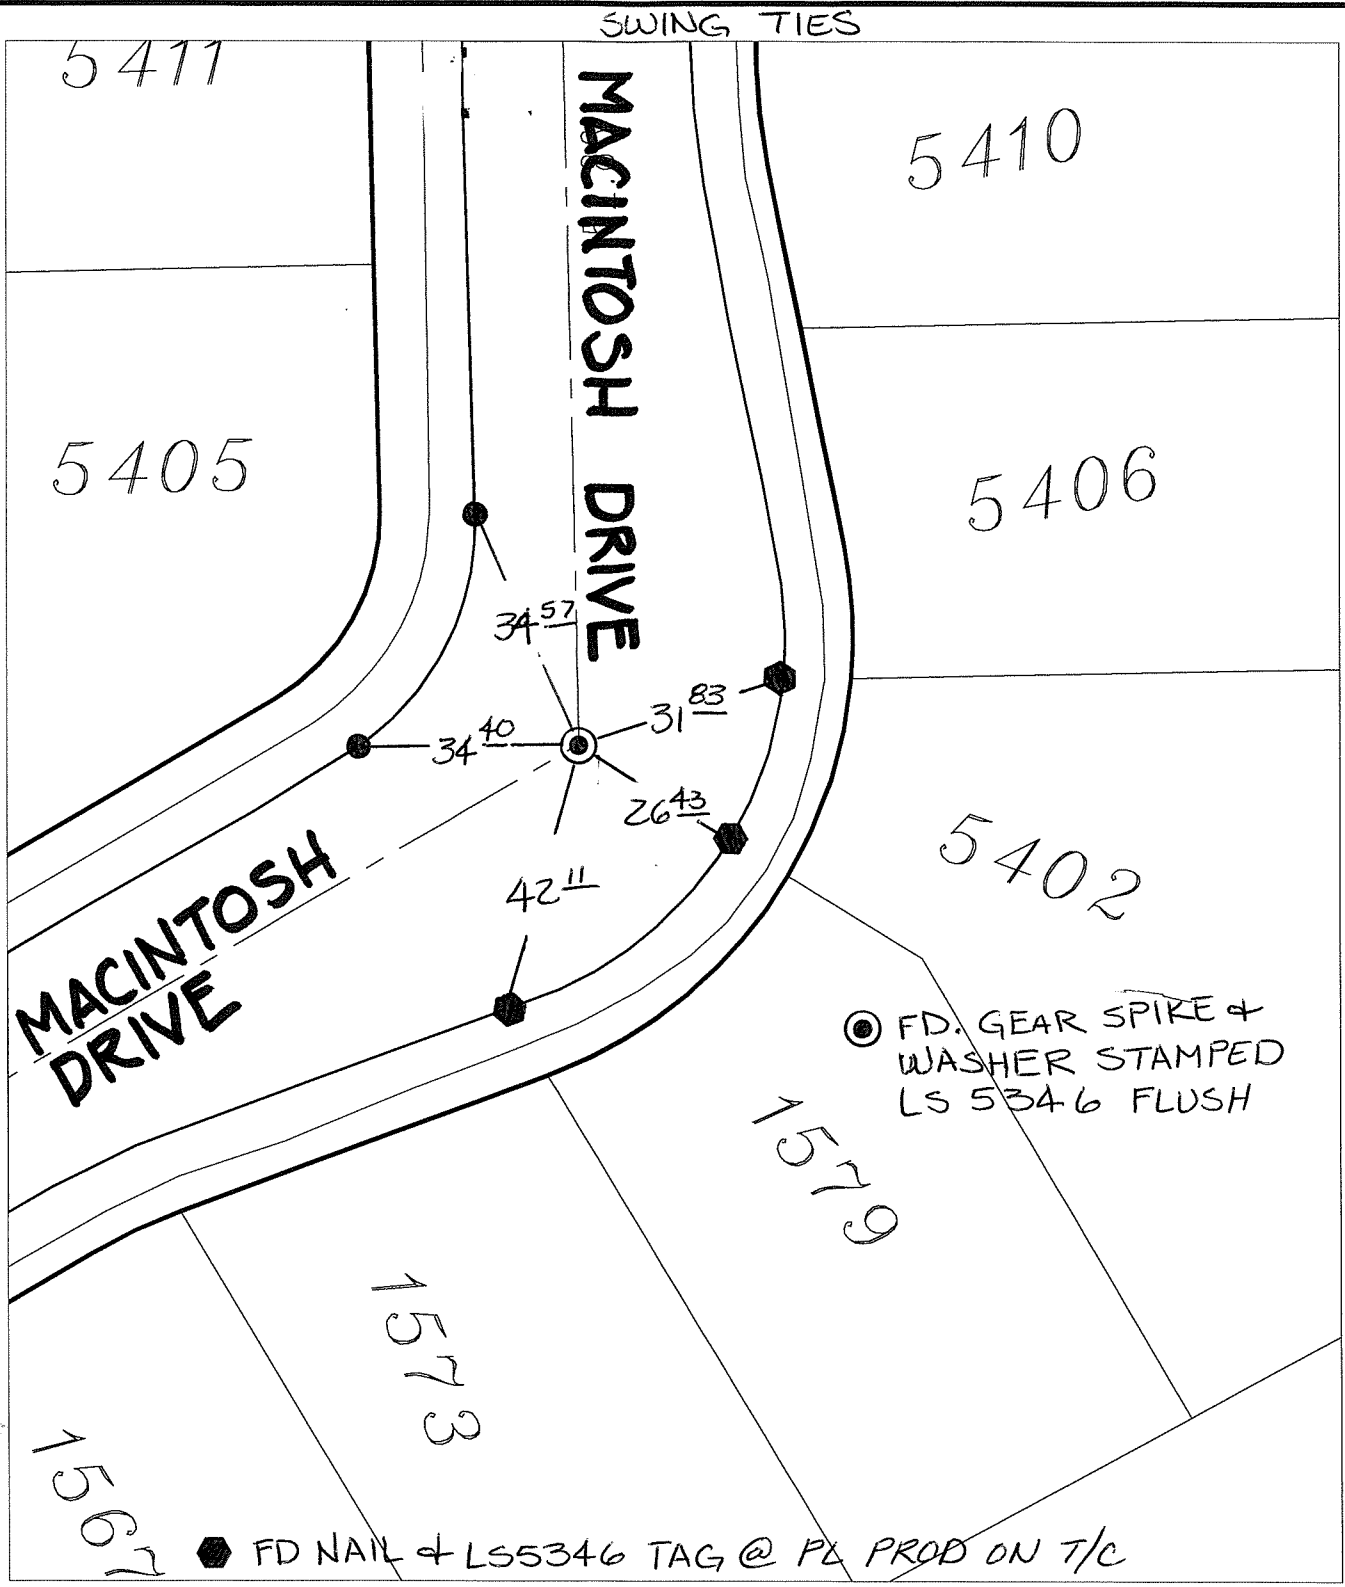 SWING TIES
5411
MACINTOSH DRIVE
5410
5405
5406
34 57
31 83
34 40
26 43
42 11
5402
MACINTOSH
DRIVE
FD. GEAR SPIKE &
WASHER STAMPED
LS 5346 FLUSH
1579
1573
1567
FD NAIL & LS5346 TAG @ PL PROD ON T/C